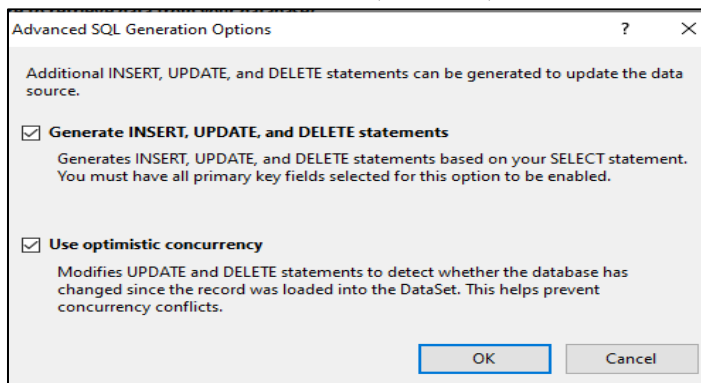 Advanced SQL Generation Options
?
Additional INSERT, UPDATE, and DELETE statements can be generated to update the data
source.
Generate INSERT, UPDATE, and DELETE statements
Generates INSERT, UPDATE, and DELETE statements based on your SELECT statement.
You must have all primary key fields selected for this option to be enabled.
Use optimistic concurrency
Modifies UPDATE and DELETE statements to detect whether the database has
changed since the record was loaded into the DataSet. This helps prevent
concurrency conflicts.
OK
Cancel